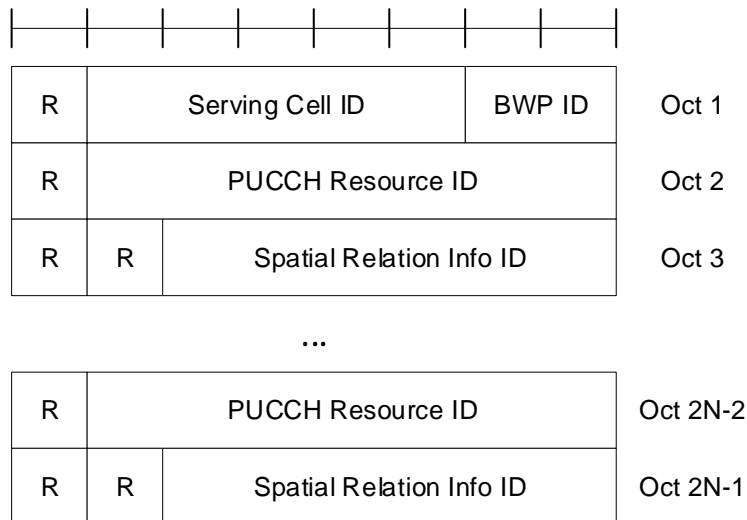 R Serving Cell ID BWP ID Oct 1
R PUCCH Resource ID Oct 2
R R Spatial Relation Info ID Oct 3
...
R PUCCH Resource ID Oct 2N-2
R R Spatial Relation Info ID Oct 2N-1